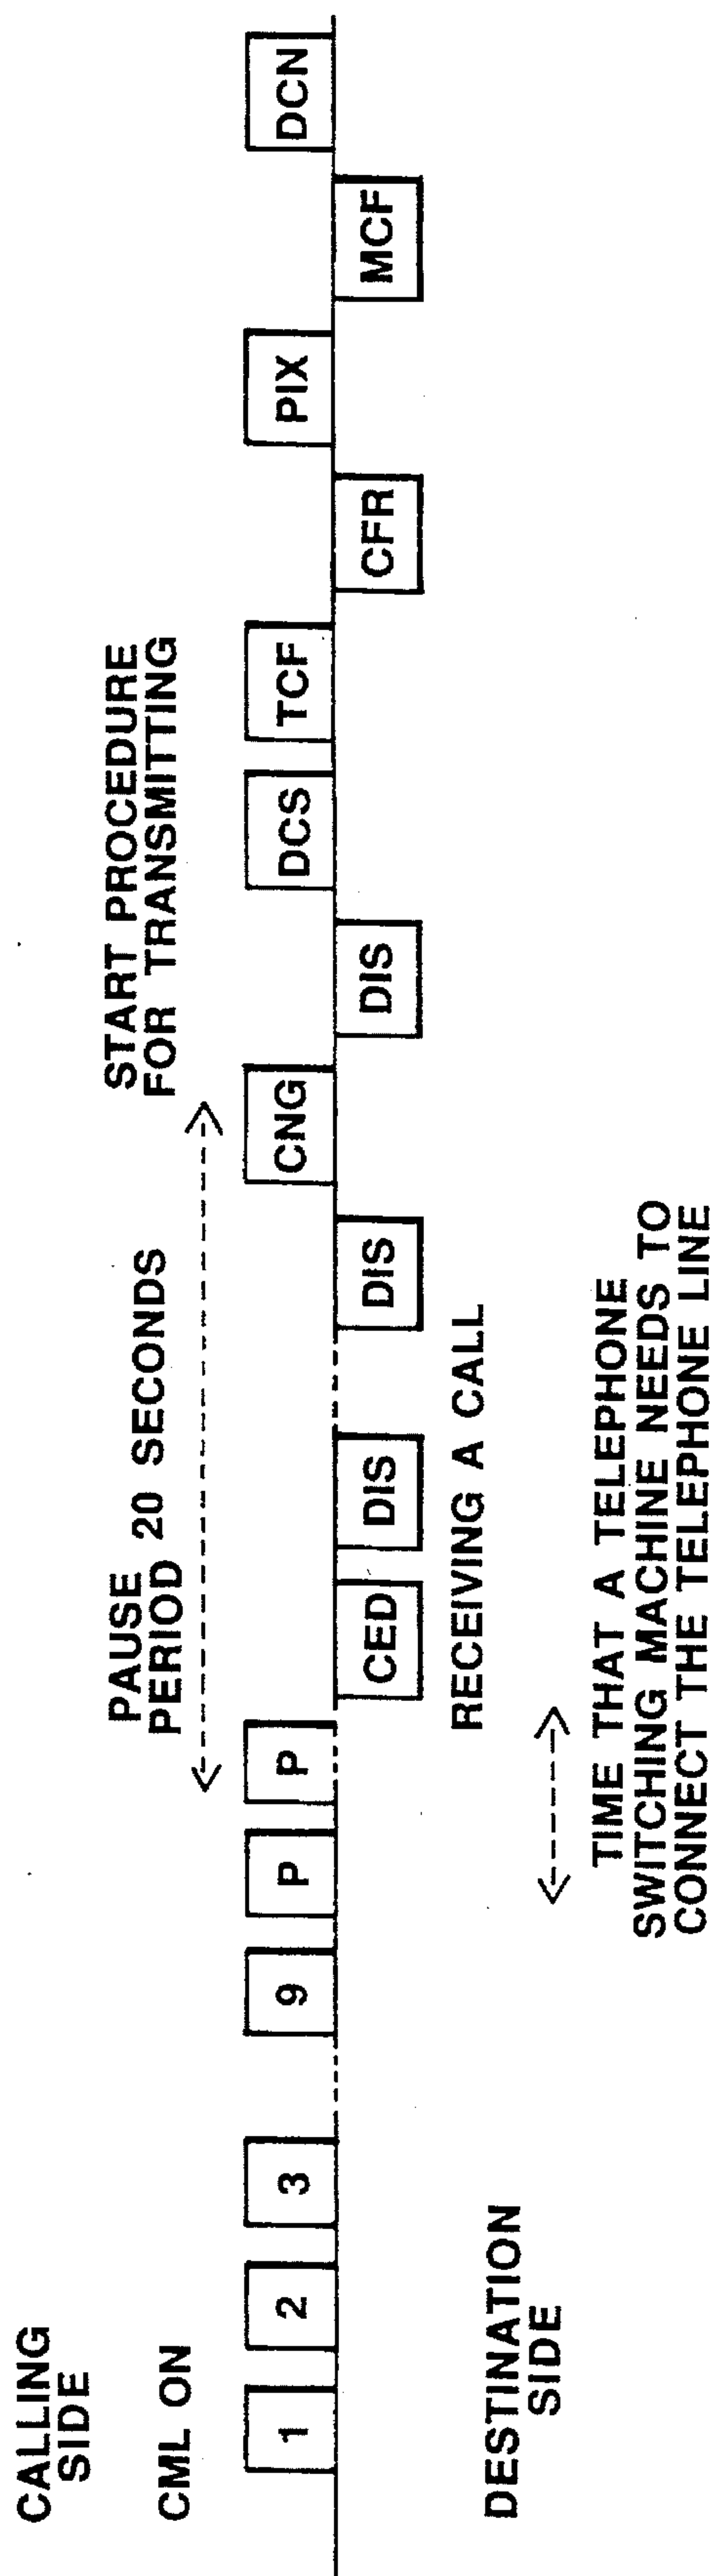 CALLING
SIDE
CML ON
PAUSE
PERIOD 20 SECONDS
START PROCEDURE
FOR TRANSMITTING
1
2
3
9
P
P
CED
DIS
DIS
CNG
DIS
DCS
TCF
CFR
PIX
MCF
DCN
RECEIVING A CALL
DESTINATION
SIDE
TIME THAT A TELEPHONE
SWITCHING MACHINE NEEDS TO
CONNECT THE TELEPHONE LINE